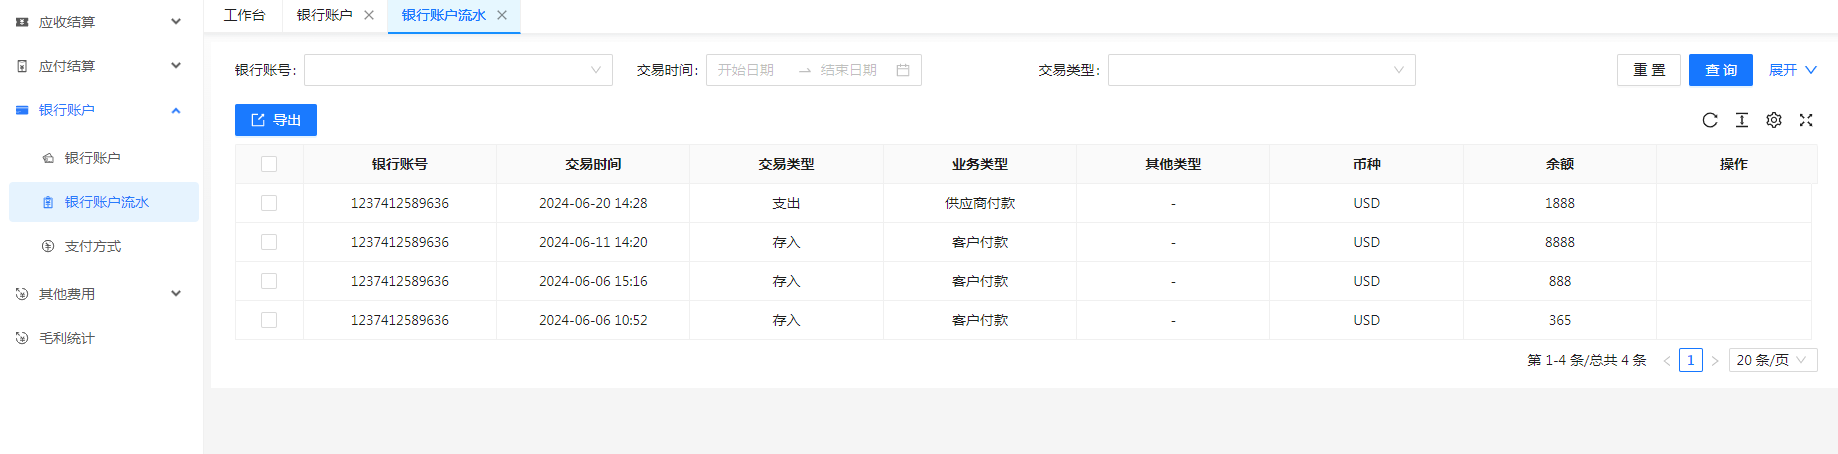 应收结算
应付结算
银行账户
银行账户
银行账户流水
支付方式
其他费用
毛利统计
工作台 银行账户 银行账户流水
银行账号: 交易时间: 开始日期 结束日期 交易类型: 重 置 查 询 展开
导出
银行账号 交易时间 交易类型 业务类型 其他类型 币种 余额 操作
1237412589636 2024-06-20 14:28 支出 供应商付款 - USD 1888
1237412589636 2024-06-11 14:20 存入 客户付款 - USD 8888
1237412589636 2024-06-06 15:16 存入 客户付款 - USD 888
1237412589636 2024-06-06 10:52 存入 客户付款 - USD 365
第 1-4 条/总共 4 条 < 1 > 20 条/页